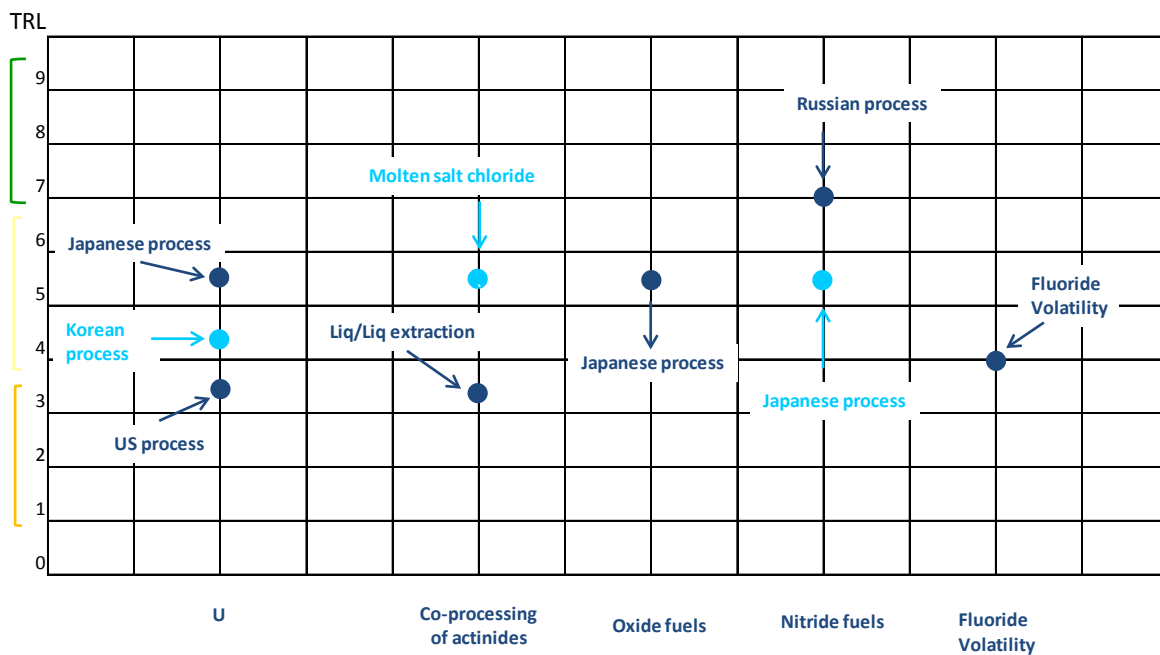 TRL
9
8
7
6
5
4
3
2
1
0
Russian process
Molten salt chloride
Japanese process
Korean
process
US process
Liq/Liq extraction
Japanese process
Japanese process
Fluoride
Volatility
U
Co-processing
of actinides
Oxide fuels
Nitride fuels
Fluoride
Volatility